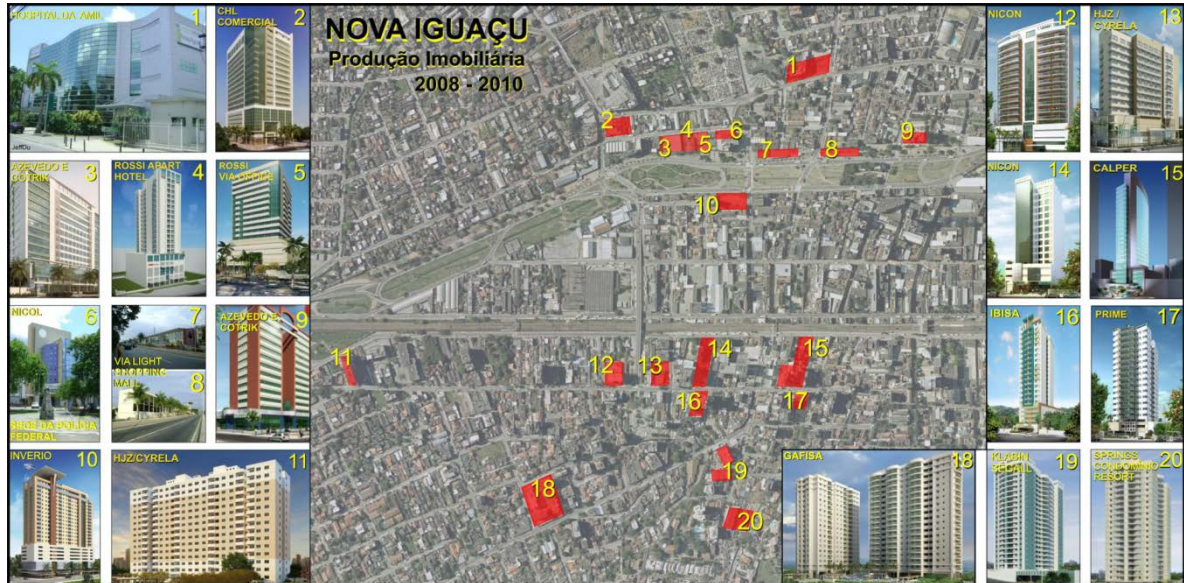 HOSPITAL DA AMIL
1
JeffDu
CHL
COMERCIAL
2
AZEVEDO E
COTRIK
3
ROSSI APART
HOTEL
4
ROSSI
VIA OFFICE
5
NICOL
6
SEDE DA POLÍCIA
FEDERAL
7
VIA LIGHT
SHOPPING
MALL
8
AZEVEDO E
COTRIK
9
INVERIO
10
HJZ/CYRELA
11
NOVA IGUAÇU
Produção Imobiliária
2008 - 2010
1
2
3
4
5
6
7
8
9
10
11
12
13
14
15
16
17
18
19
20
NICON
12
HJZ /
CYRELA
13
NICON
14
CALPER
15
IBISA
16
PRIME
17
GAFISA
18
KLABIN
SEGALL
19
SPRINGS
CONDOMINIO
RESORT
20